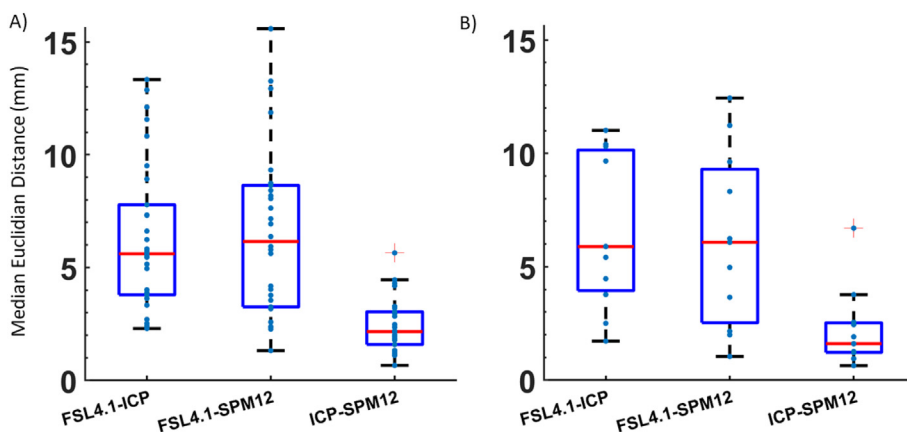 A)
Median Euclidian Distance (mm)
15
10
5
0
FSL4.1-ICP
FSL4.1-SPM12
ICP-SPM12
B)
15
10
5
0
FSL4.1-ICP
FSL4.1-SPM12
ICP-SPM12